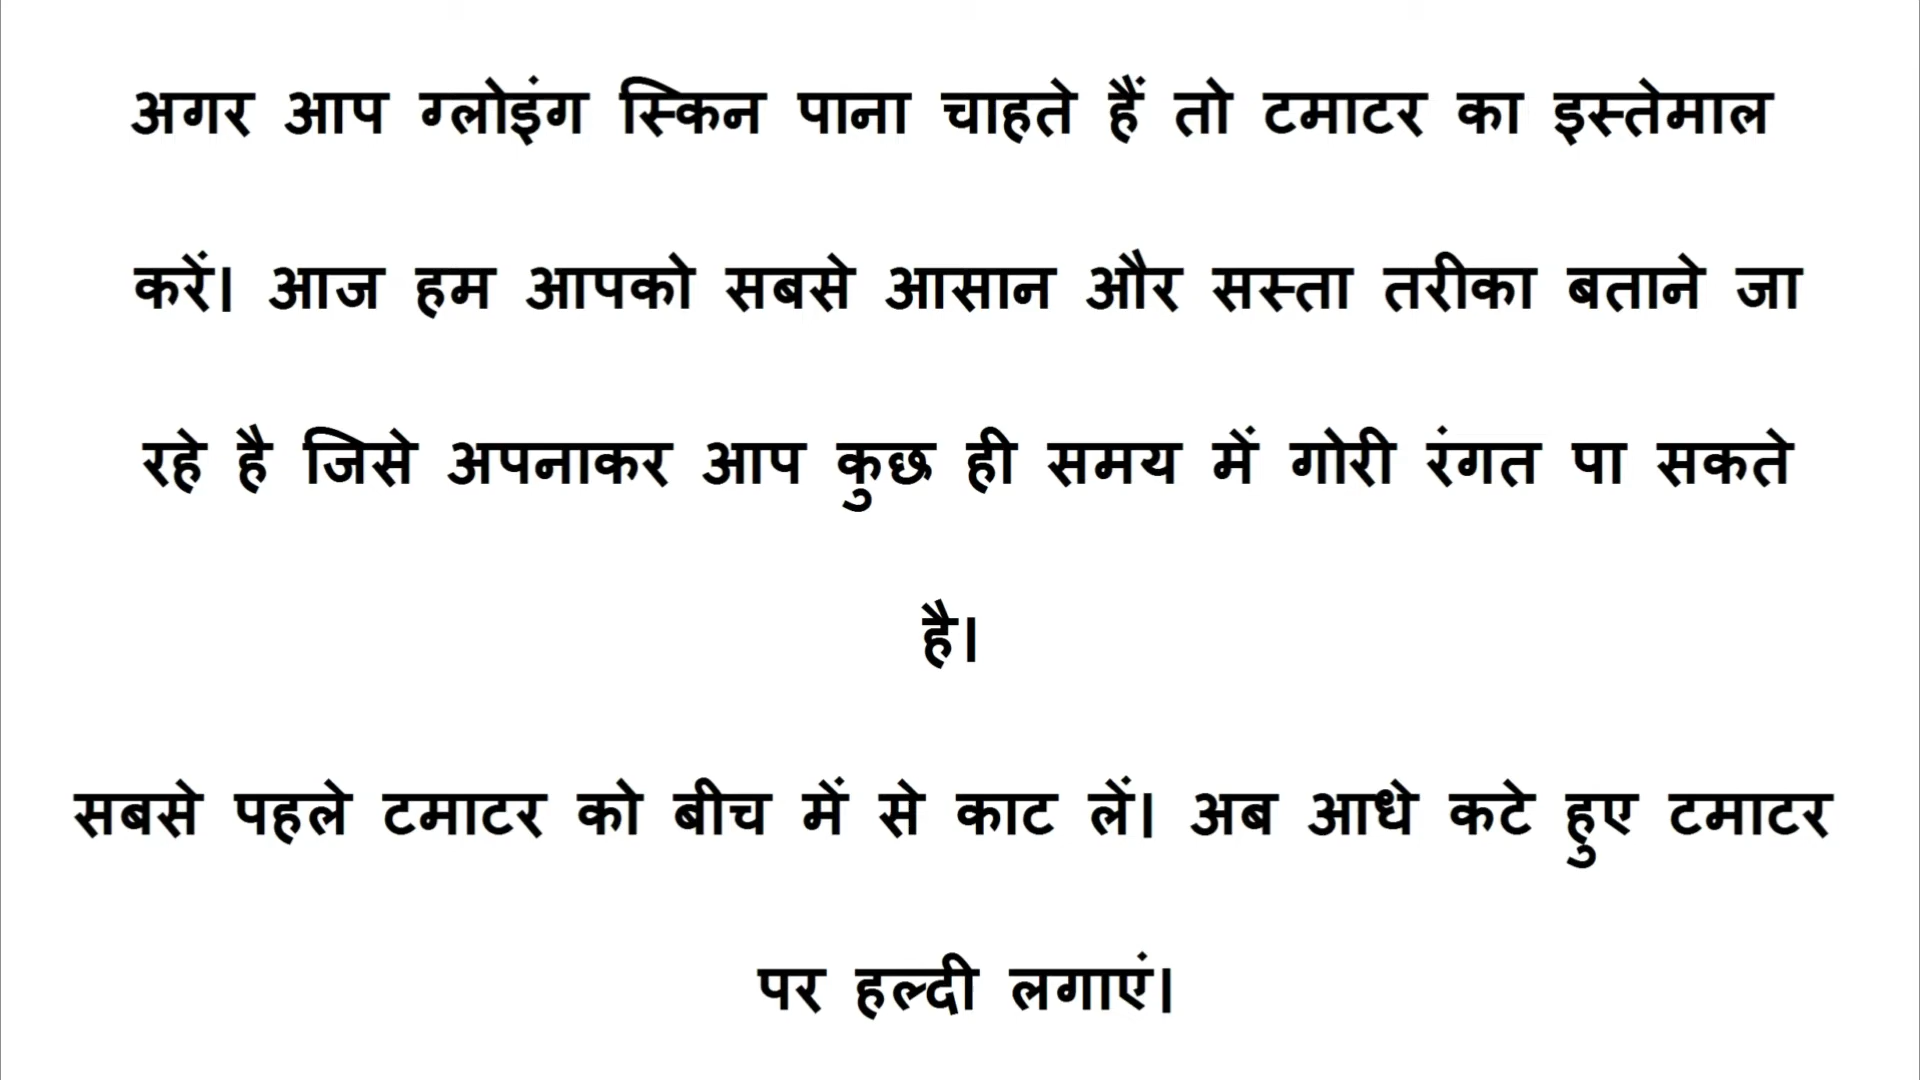 अगर आप ग्लोइंग स्किन पाना चाहते हैं तो टमाटर का इस्तेमाल
करें। आज हम आपको सबसे आसान और सस्ता तरीका बताने जा
रहे है जिसे अपनाकर आप कुछ ही समय में गोरी रंगत पा सकते
है।
सबसे पहले टमाटर को बीच में से काट लें। अब आधे कटे हुए टमाटर
पर हल्दी लगाएं।